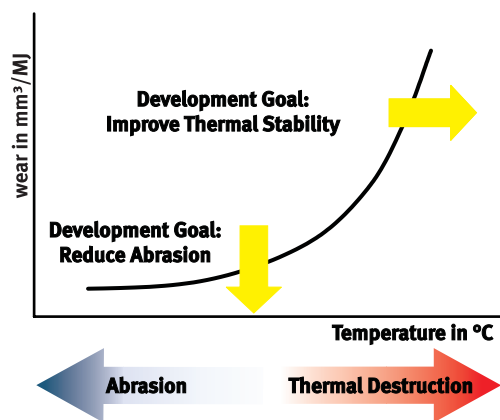 wear in mm³/MJ
Development Goal:
Improve Thermal Stability
Development Goal:
Reduce Abrasion
Temperature in °C
Abrasion
Thermal Destruction